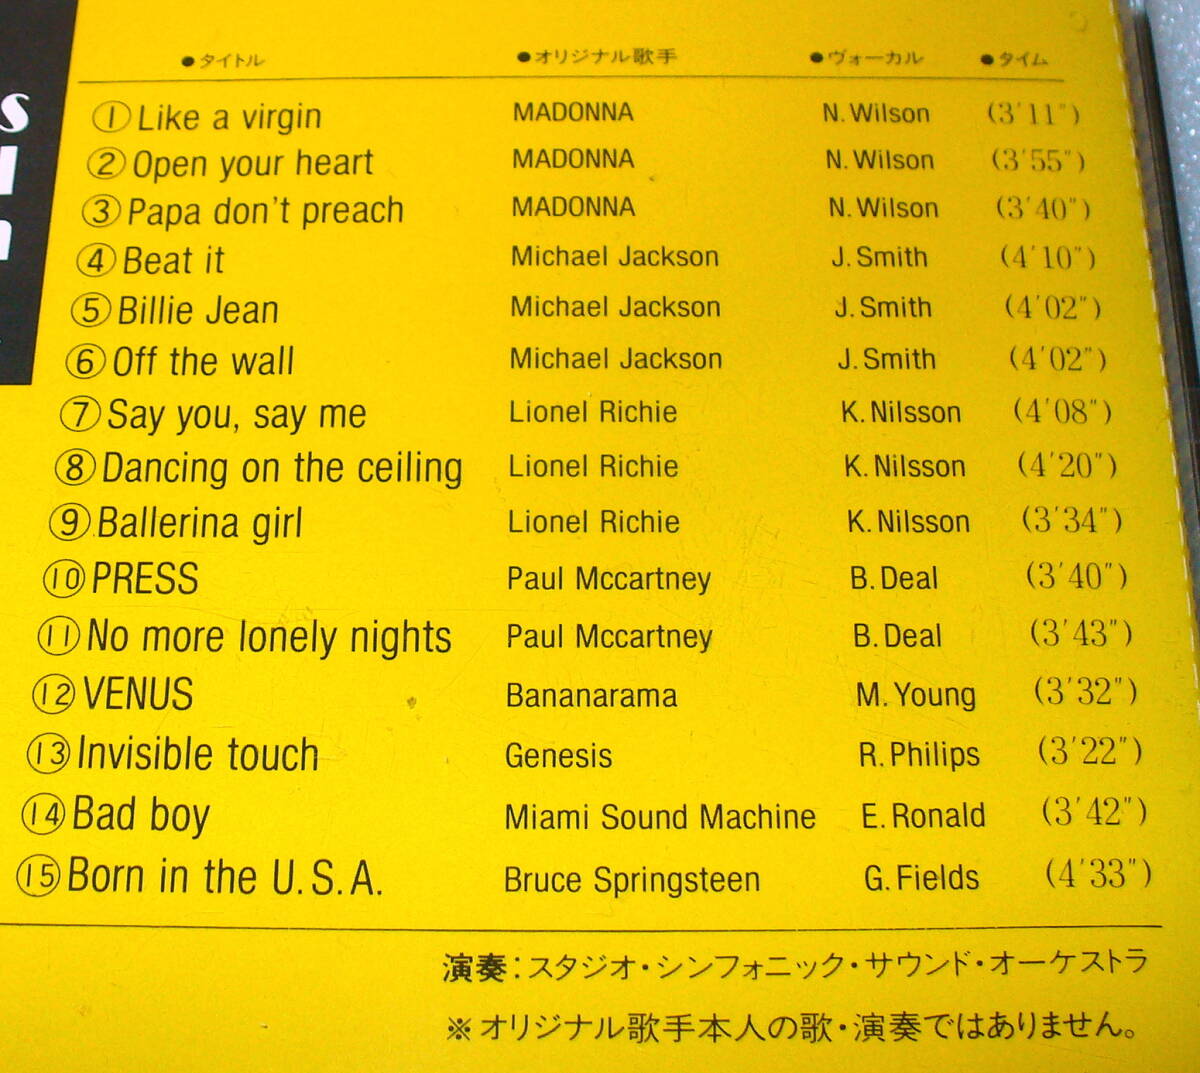 ●タイトル ●オリジナル歌手 ●ヴォーカル ●タイム
①Like a virgin MADONNA N. Wilson (3'11")
②Open your heart MADONNA N. Wilson (3'55")
③Papa don't preach MADONNA N. Wilson (3'40")
④Beat it Michael Jackson J. Smith (4'10")
⑤Billie Jean Michael Jackson J. Smith (4'02")
⑥Off the wall Michael Jackson J. Smith (4'02")
⑦Say you, say me Lionel Richie K. Nilsson (4'08")
⑧Dancing on the ceiling Lionel Richie K. Nilsson (4'20")
⑨Ballerina girl Lionel Richie K. Nilsson (3'34")
⑩PRESS Paul Mccartney B. Deal (3'40")
⑪No more lonely nights Paul Mccartney B. Deal (3'43")
⑫VENUS Bananarama M. Young (3'32")
⑬Invisible touch Genesis R. Philips (3'22")
⑭Bad boy Miami Sound Machine E. Ronald (3'42")
⑮Born in the U.S.A. Bruce Springsteen G. Fields (4'33")
演奏：スタジオ・シンフォニック・サウンド・オーケストラ
※オリジナル歌手本人の歌・演奏ではありません。